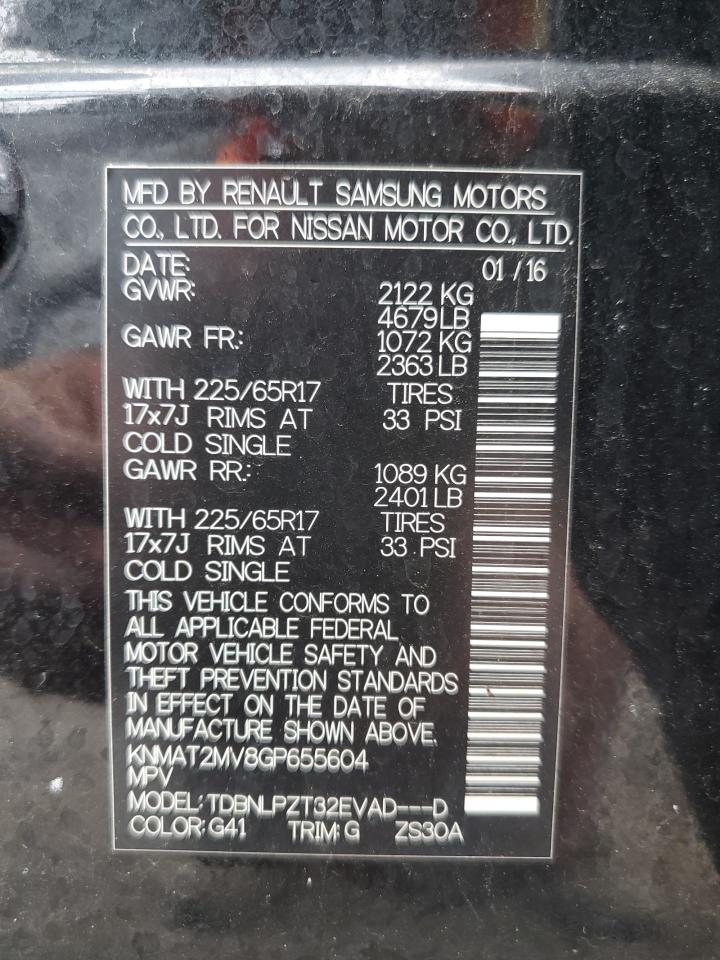 MFD BY RENAULT SAMSUNG MOTORS
CO., LTD. FOR NISSAN MOTOR CO., LTD.
DATE: 01 / 16
GVWR: 2122 KG
4679 LB
GAWR FR.: 1072 KG
2363 LB
WITH 225/65R17 TIRES
17x7J RIMS AT 33 PSI
COLD SINGLE
GAWR RR.: 1089 KG
2401 LB
WITH 225/65R17 TIRES
17x7J RIMS AT 33 PSI
COLD SINGLE
THIS VEHICLE CONFORMS TO
ALL APPLICABLE FEDERAL
MOTOR VEHICLE SAFETY AND
THEFT PREVENTION STANDARDS
IN EFFECT ON THE DATE OF
MANUFACTURE SHOWN ABOVE.
KNMAT2MV8GP655604
MPV
MODEL: TDBNLPZT32EVAD---D
COLOR: G41 TRIM: G ZS30A